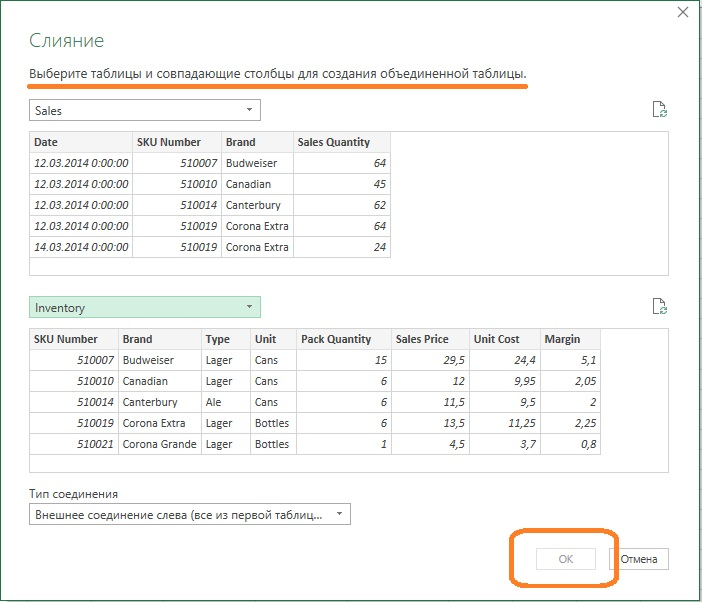 Слияние
Выберите таблицы и совпадающие столбцы для создания объединенной таблицы.
Sales
Date SKU Number Brand Sales Quantity
12.03.2014 0:00:00 510007 Budweiser 64
12.03.2014 0:00:00 510010 Canadian 45
12.03.2014 0:00:00 510014 Canterbury 62
12.03.2014 0:00:00 510019 Corona Extra 64
14.03.2014 0:00:00 510019 Corona Extra 24
Inventory
SKU Number Brand Type Unit Pack Quantity Sales Price Unit Cost Margin
510007 Budweiser Lager Cans 15 29,5 24,4 5,1
510010 Canadian Lager Cans 6 12 9,95 2,05
510014 Canterbury Ale Cans 6 11,5 9,5 2
510019 Corona Extra Lager Bottles 6 13,5 11,25 2,25
510021 Corona Grande Lager Bottles 1 4,5 3,7 0,8
Тип соединения
Внешнее соединение слева (все из первой таблиц...
ОК Отмена